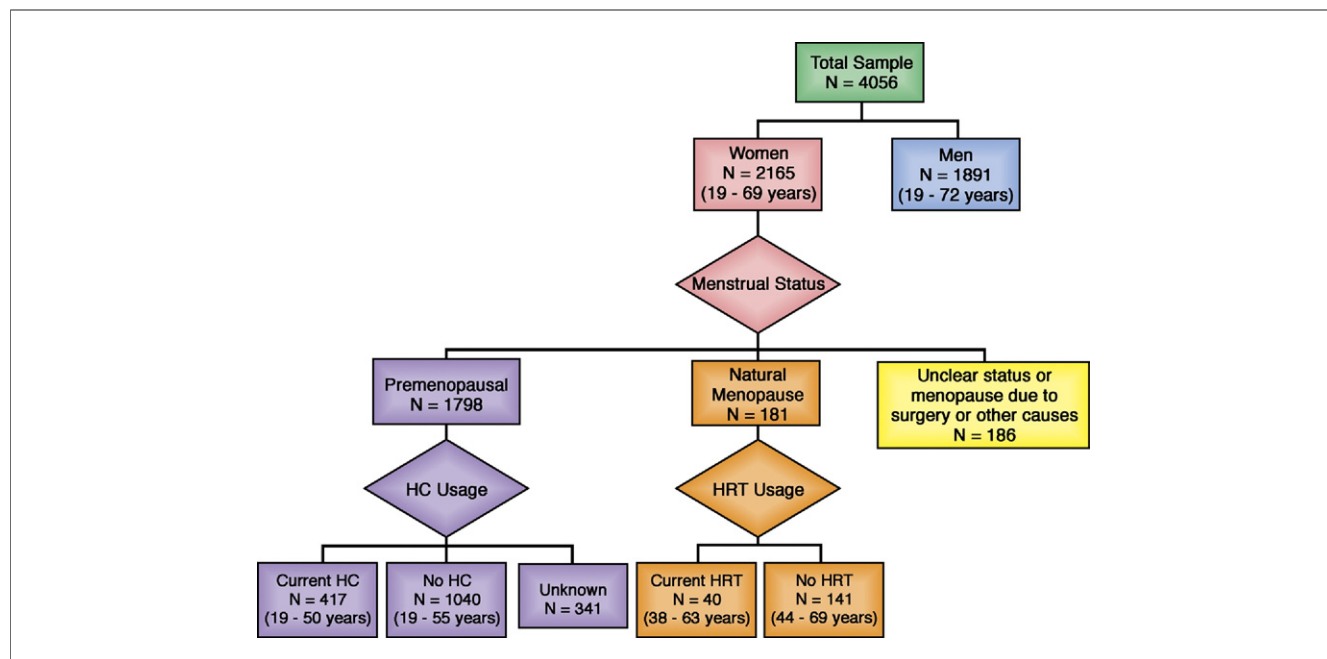 Total Sample
N = 4056
Women
N = 2165
(19 - 69 years)
Men
N = 1891
(19 - 72 years)
Menstrual Status
Premenopausal
N = 1798
Natural
Menopause
N = 181
Unclear status or
menopause due to
surgery or other causes
N = 186
HC Usage
HRT Usage
Current HC
N = 417
(19 - 50 years)
No HC
N = 1040
(19 - 55 years)
Unknown
N = 341
Current HRT
N = 40
(38 - 63 years)
No HRT
N = 141
(44 - 69 years)